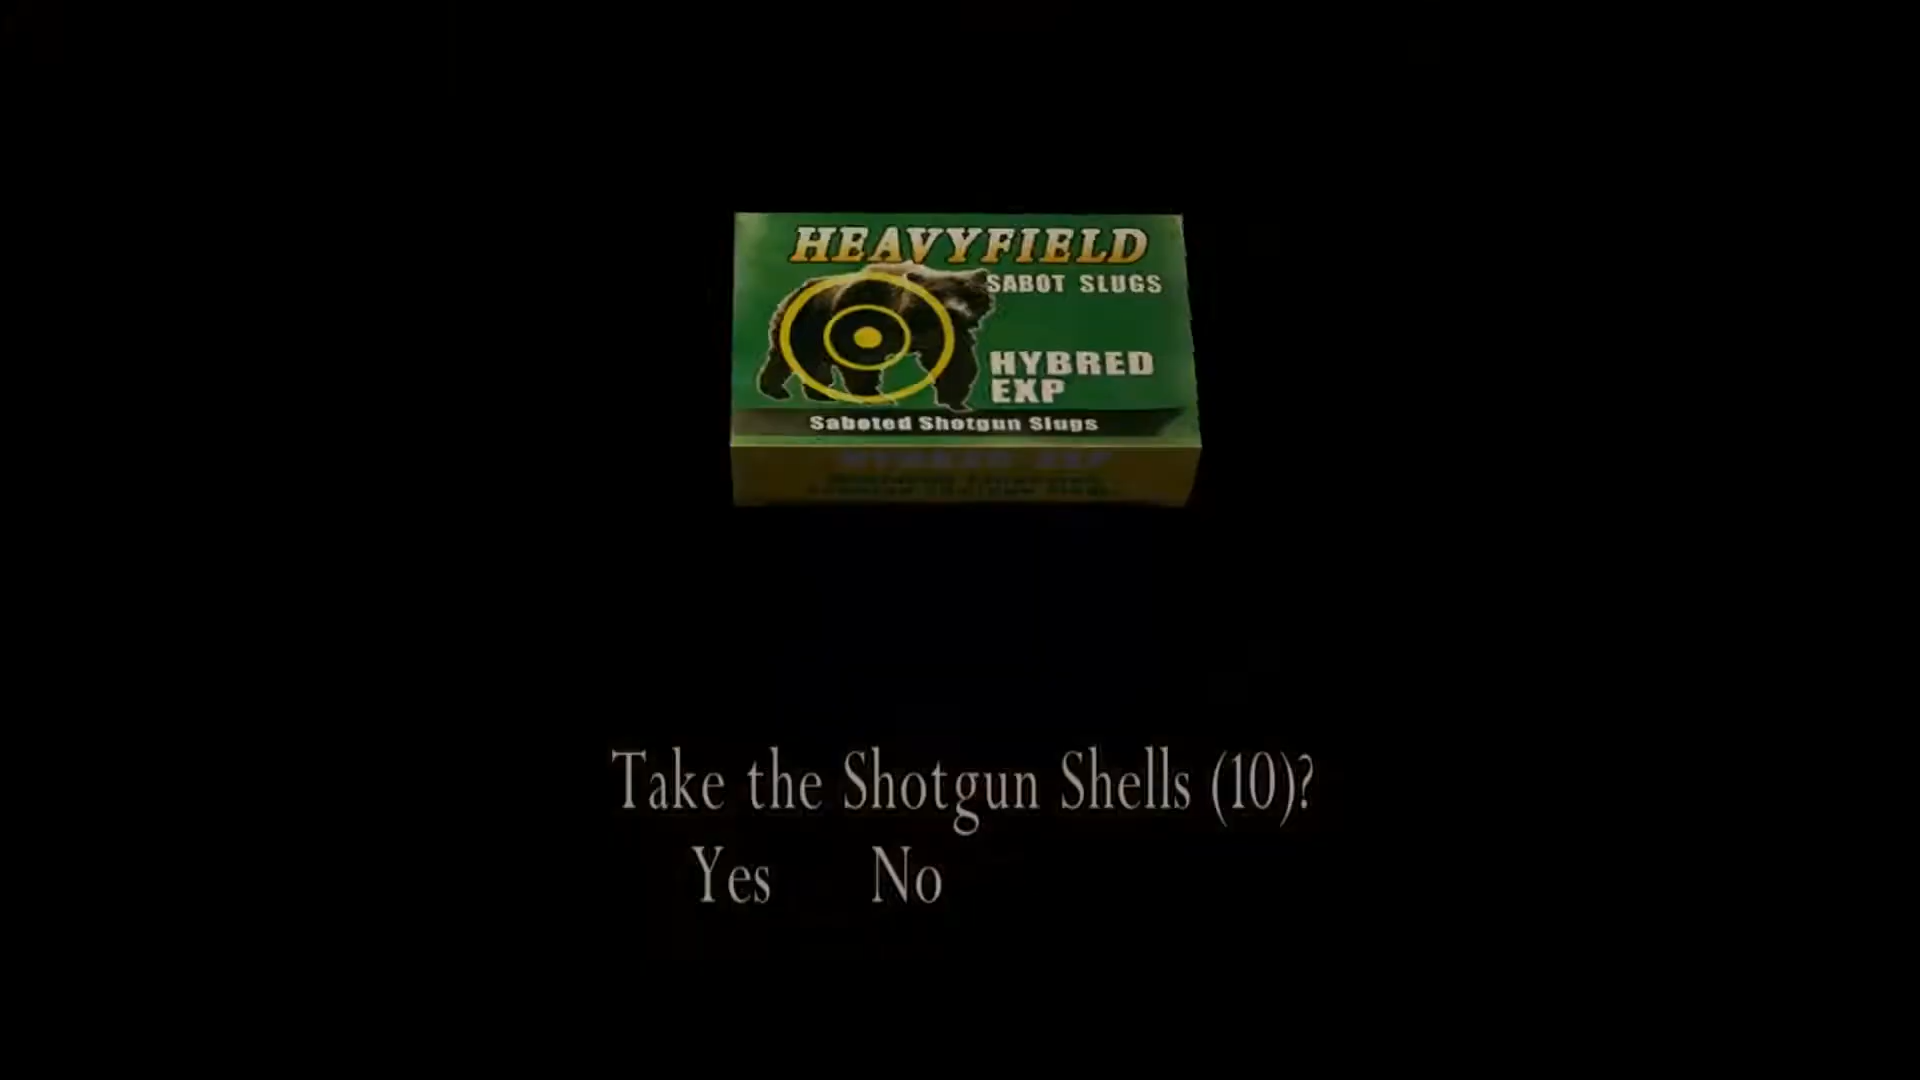 HEAVYFIELD
SABOT SLUGS
HYBRED
EXP
Saboted Shotgun Slugs
Take the Shotgun Shells (10)?
Yes No